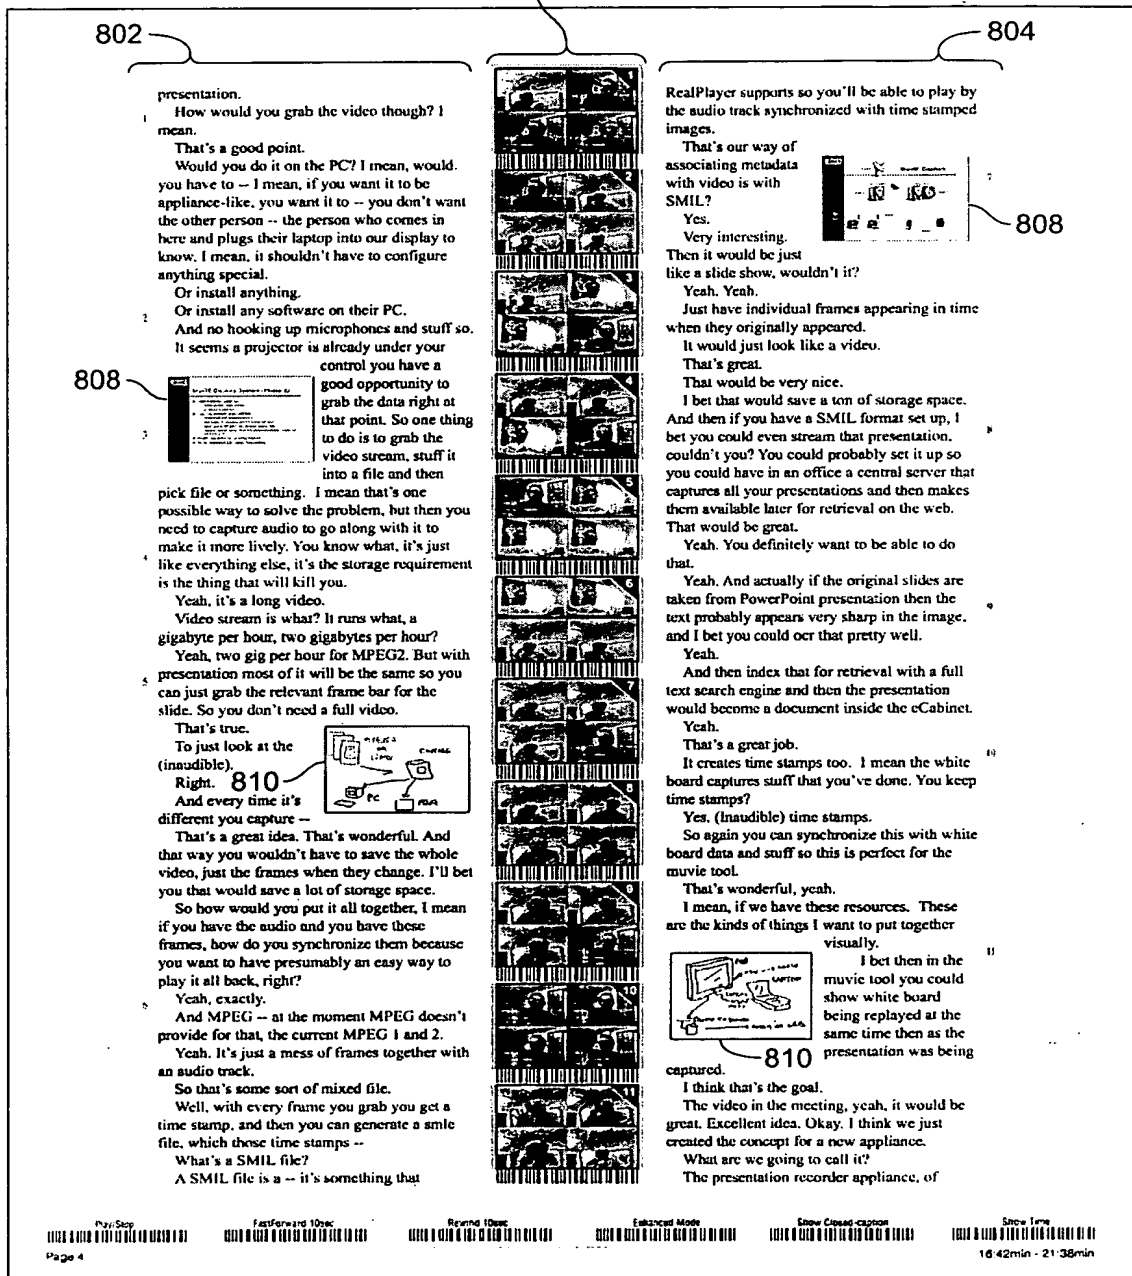 802
804
presentation.
How would you grab the video though? I
mean.
That's a good point.
Would you do it on the PC? I mean, would.
you have to -- I mean, if you want it to be
appliance-like, you want it to -- you don't want
the other person -- the person who comes in
here and plugs their laptop into our display to
know. I mean, it shouldn't have to configure
anything special.
Or install anything.
Or install any software on their PC.
And no hooking up microphones and stuff so.
It seems a projector is already under your
control you have a
good opportunity to
grab the data right at
that point. So one thing
to do is to grab the
video stream, stuff it
into a file and then
808
pick file or something. I mean that's one
possible way to solve the problem, but then you
need to capture audio to go along with it to
make it more lively. You know what, it's just
like everything else, it's the storage requirement
is the thing that will kill you.
Yeah, it's a long video.
Video stream is what? It runs what, a
gigabyte per hour, two gigabytes per hour?
Yeah, two gig per hour for MPEG2. But with
presentation most of it will be the same so you
can just grab the relevant frame bar for the
slide. So you don't need a full video.
That's true.
To just look at the
(inaudible).
Right.
810
PC
PDA
And every time it's
different you capture --
That's a great idea. That's wonderful. And
that way you wouldn't have to save the whole
video, just the frames when they change. I'll bet
you that would save a lot of storage space.
So how would you put it all together, I mean
if you have the audio and you have these
frames, how do you synchronize them because
you want to have presumably an easy way to
play it all back, right?
Yeah, exactly.
And MPEG -- at the moment MPEG doesn't
provide for that, the current MPEG 1 and 2.
Yeah. It's just a mess of frames together with
an audio track.
So that's some sort of mixed file.
Well, with every frame you grab you get a
time stamp, and then you can generate a smle
file, which those time stamps --
What's a SMIL file?
A SMIL file is a -- it's something that
1
2
3
4
5
6
1
2
3
4
5
6
7
8
9
10
11
RealPlayer supports so you'll be able to play by
the audio track synchronized with time stamped
images.
That's our way of
associating metadata
with video is with
SMIL?
Yes.
Very interesting.
808
Then it would be just
like a slide show, wouldn't it?
Yeah. Yeah.
Just have individual frames appearing in time
when they originally appeared.
It would just look like a video.
That's great.
That would be very nice.
I bet that would save a ton of storage space.
And then if you have a SMIL format set up, I
bet you could even stream that presentation,
couldn't you? You could probably set it up so
you could have in an office a central server that
captures all your presentations and then makes
them available later for retrieval on the web.
That would be great.
Yeah. You definitely want to be able to do
that.
Yeah. And actually if the original slides are
taken from PowerPoint presentation then the
text probably appears very sharp in the image,
and I bet you could ocr that pretty well.
Yeah.
And then index that for retrieval with a full
text search engine and then the presentation
would become a document inside the eCabinet.
Yeah.
That's a great job.
It creates time stamps too. I mean the white
board captures stuff that you've done. You keep
time stamps?
Yes. (Inaudible) time stamps.
So again you can synchronize this with white
board data and stuff so this is perfect for the
muvie tool.
That's wonderful, yeah.
I mean, if we have these resources. These
are the kinds of things I want to put together
visually.
I bet then in the
muvie tool you could
show white board
being replayed at the
same time then as the
presentation was being
810
captured.
I think that's the goal.
The video in the meeting, yeah, it would be
great. Excellent idea. Okay. I think we just
created the concept for a new appliance.
What are we going to call it?
The presentation recorder appliance, of
7
8
9
10
11
Play/Stop
FastForward 10sec
Rewind 10sec
Enhanced Mode
Show Closed-caption
Show Time
Page 4
16:42min - 21:38min